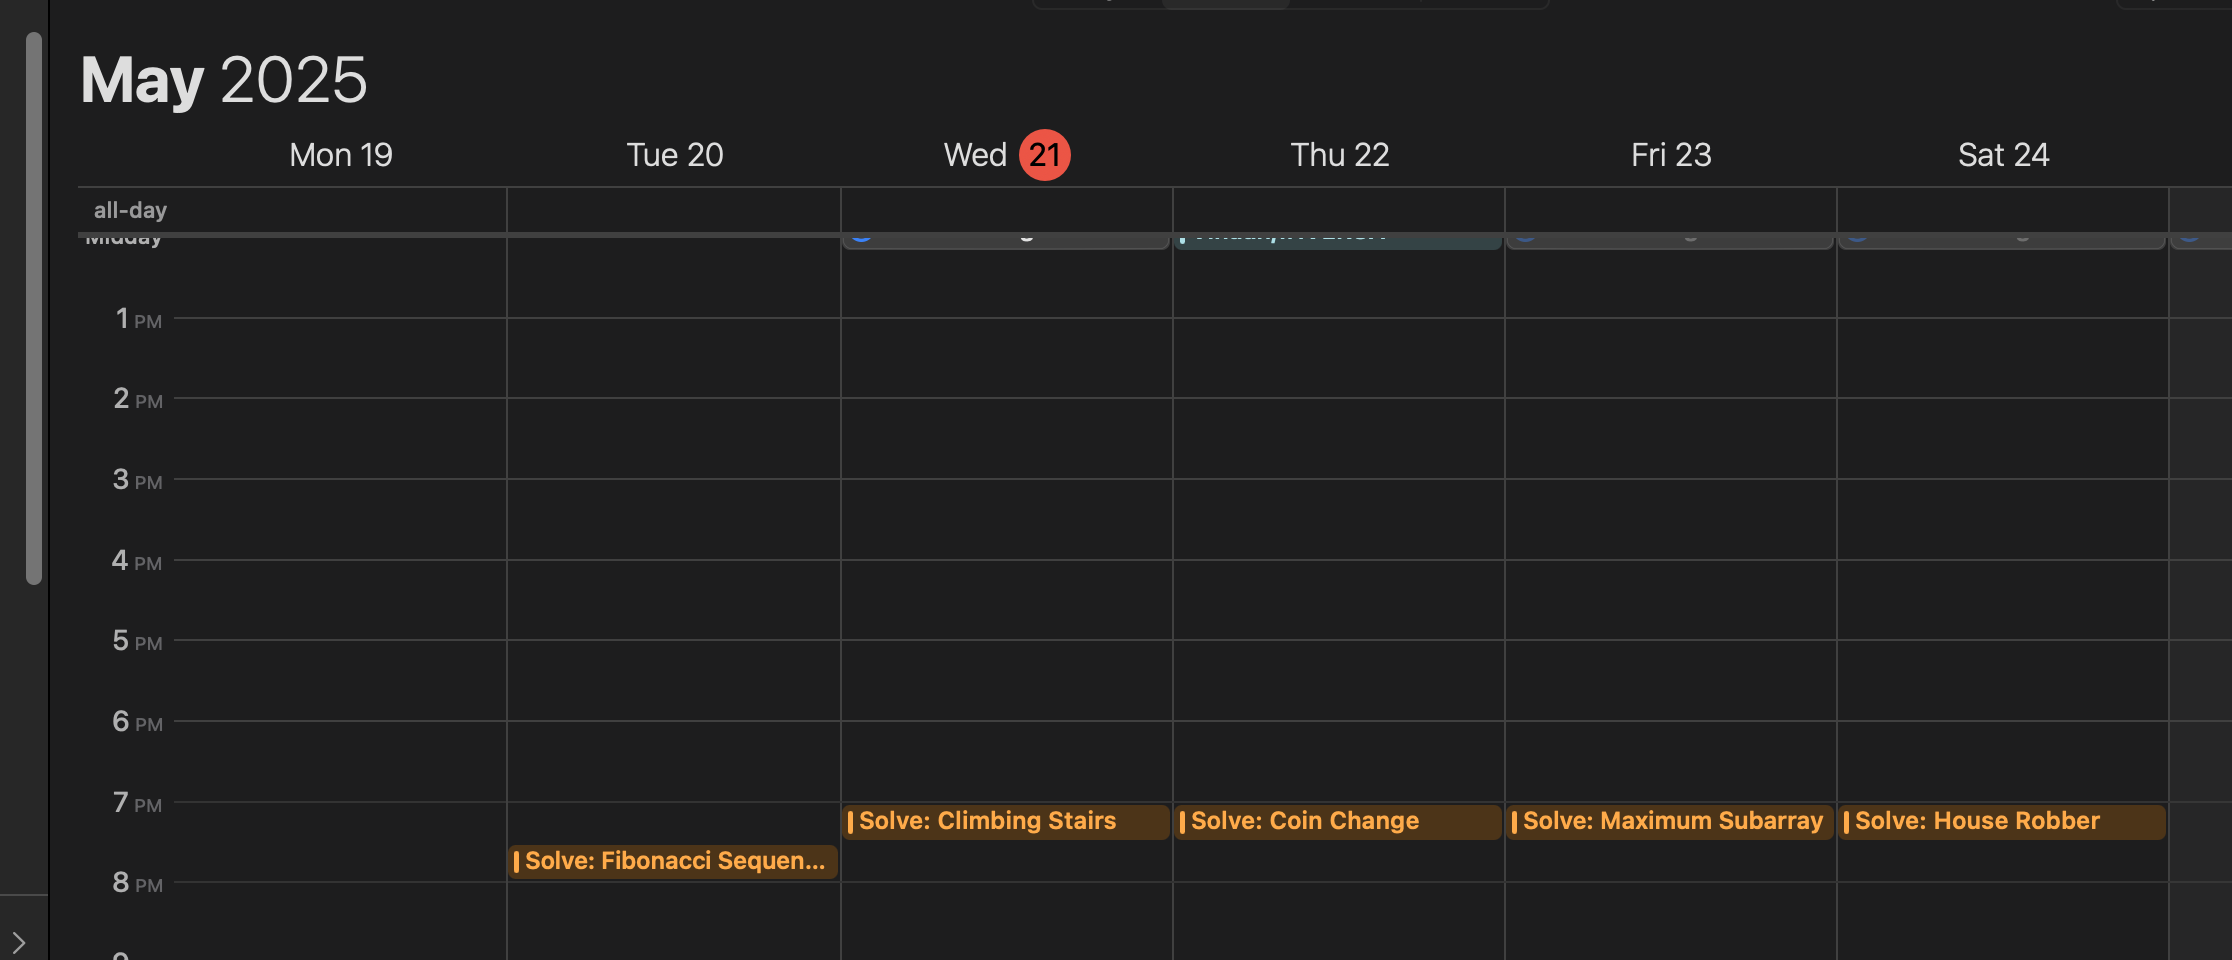 May 2025
Mon 19 Tue 20 Wed 21 Thu 22 Fri 23 Sat 24
all-day
Midday
1 PM
2 PM
3 PM
4 PM
5 PM
6 PM
7 PM
Solve: Climbing Stairs Solve: Coin Change Solve: Maximum Subarray Solve: House Robber
Solve: Fibonacci Sequen...
8 PM